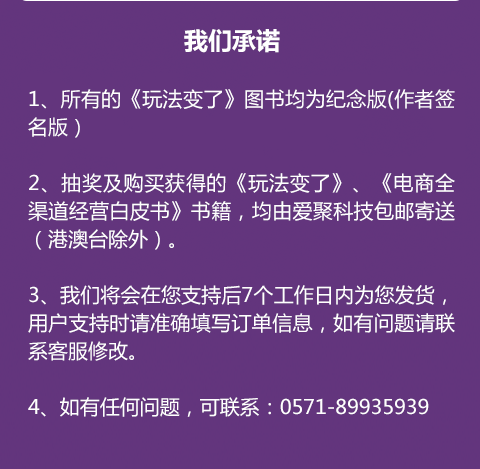 我们承诺
1、所有的《玩法变了》图书均为纪念版(作者签
名版）
2、抽奖及购买获得的《玩法变了》、《电商全
渠道经营白皮书》书籍，均由爱聚科技包邮寄送
（港澳台除外）。
3、我们将会在您支持后7个工作日内为您发货，
用户支持时请准确填写订单信息，如有问题请联
系客服修改。
4、如有任何问题，可联系：0571-89935939